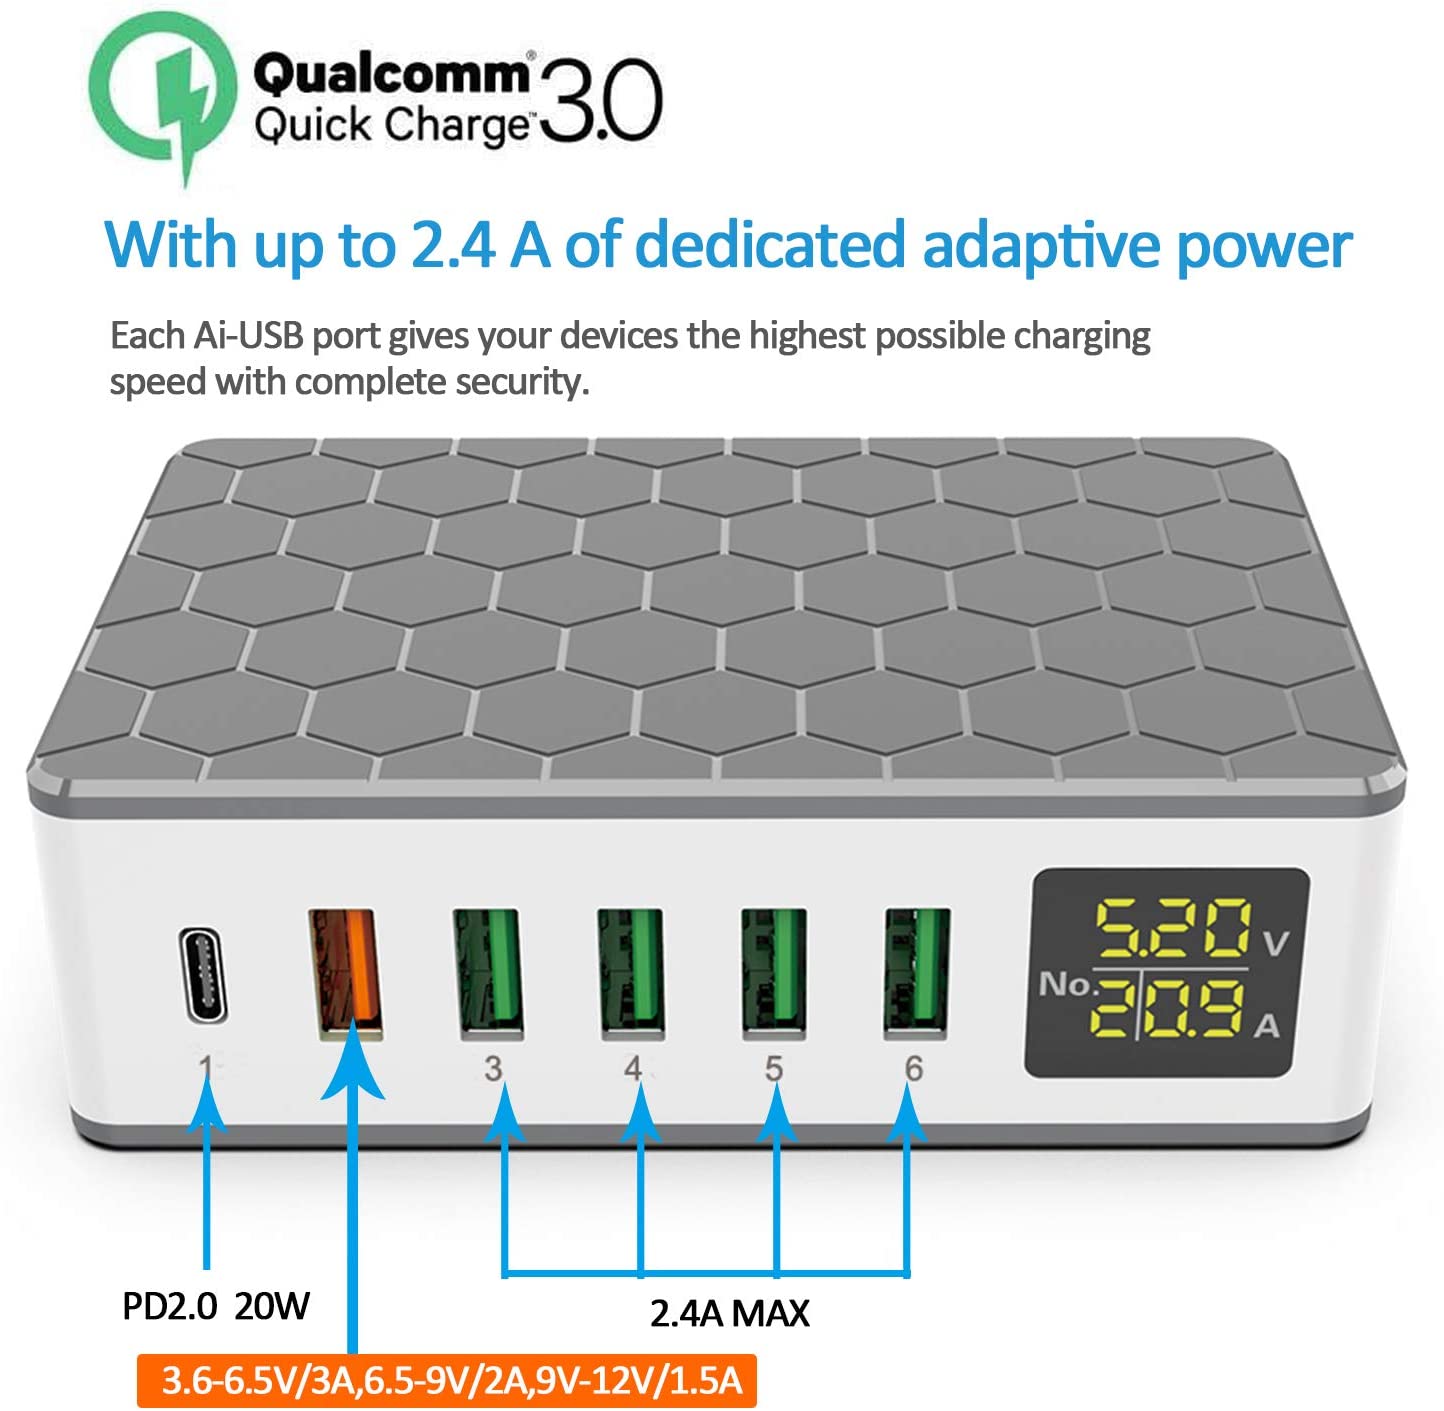 Qualcomm® 3.0
Quick Charge™
With up to 2.4 A of dedicated adaptive power
Each Ai-USB port gives your devices the highest possible charging
speed with complete security.
5.20 V
No. 2 0.9 A
1 3 4 5 6
PD2.0 20W
2.4A MAX
3.6-6.5V/3A,6.5-9V/2A,9V-12V/1.5A